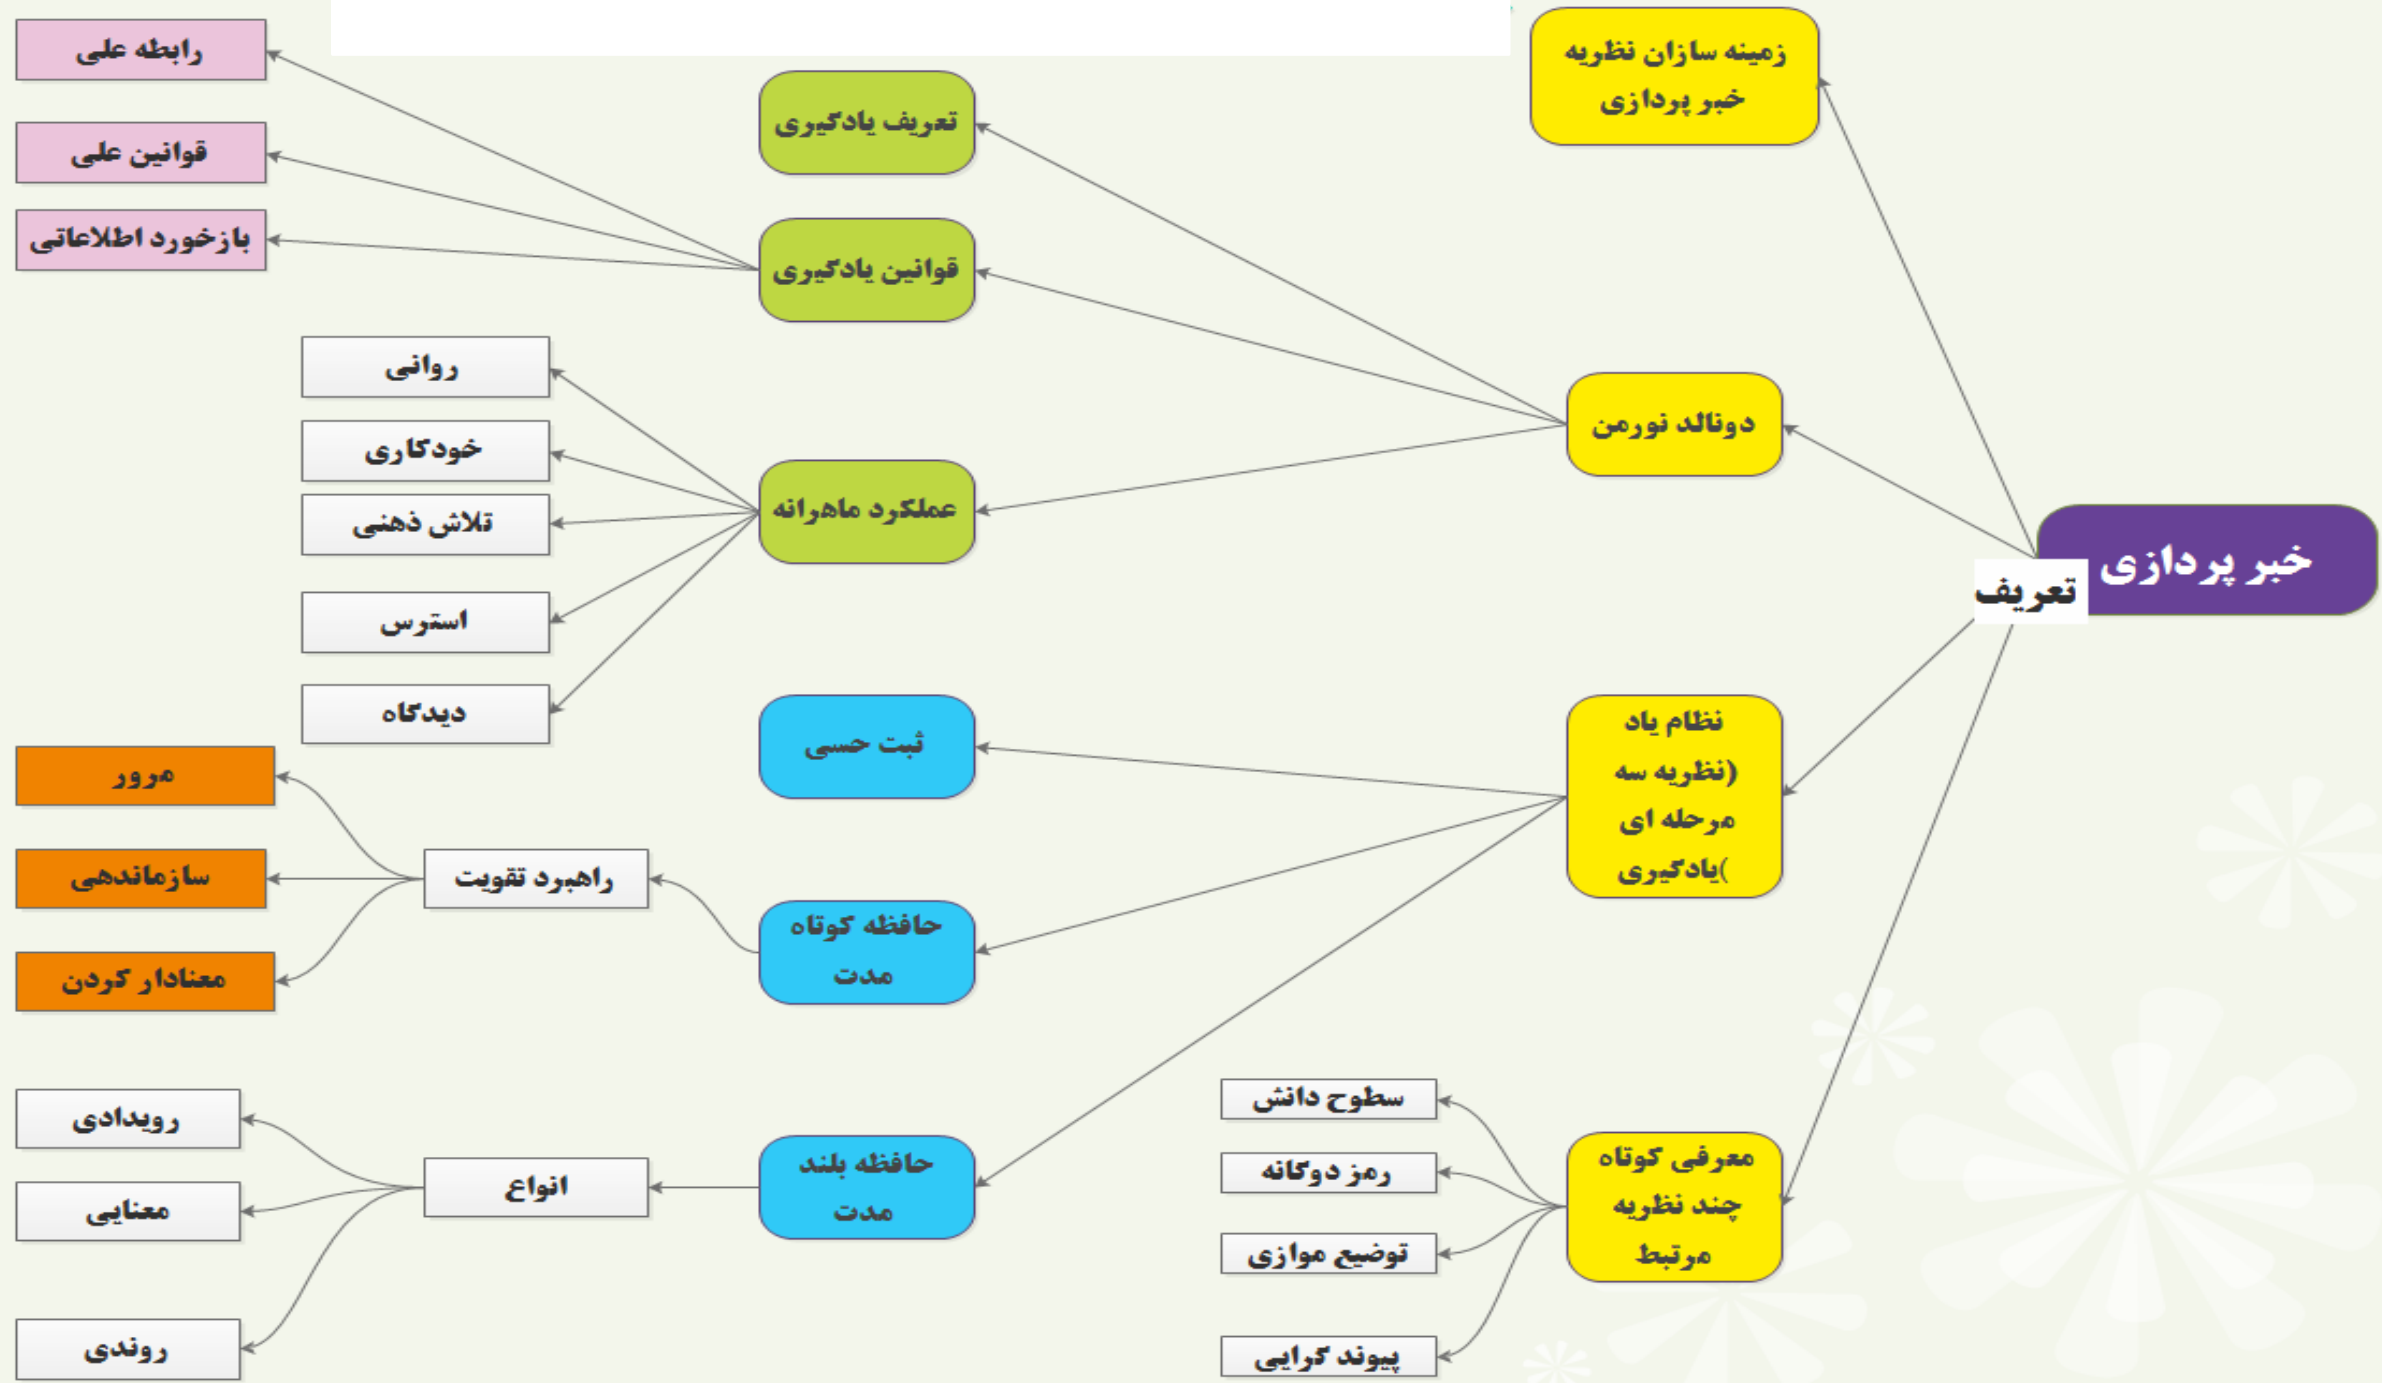 خبر پردازی
تعریف
زمینه سازان نظریه
خبر پردازی
دونالد نورمن
تعریف یادگیری
قوانین یادگیری
رابطه علی
قوانین علی
بازخورد اطلاعاتی
عملکرد ماهرانه
روانی
خودکاری
تلاش ذهنی
استرس
دیدگاه
نظام یاد
(نظریه سه
مرحله ای
یادگیری(
ثبت حسی
حافظه کوتاه
مدت
راهبرد تقویت
مرور
سازماندهی
معنادار کردن
حافظه بلند
مدت
انواع
رویدادی
معنایی
روندی
معرفی کوتاه
چند نظریه
مرتبط
سطوح دانش
رمز دوگانه
توضیع موازی
پیوند گرایی